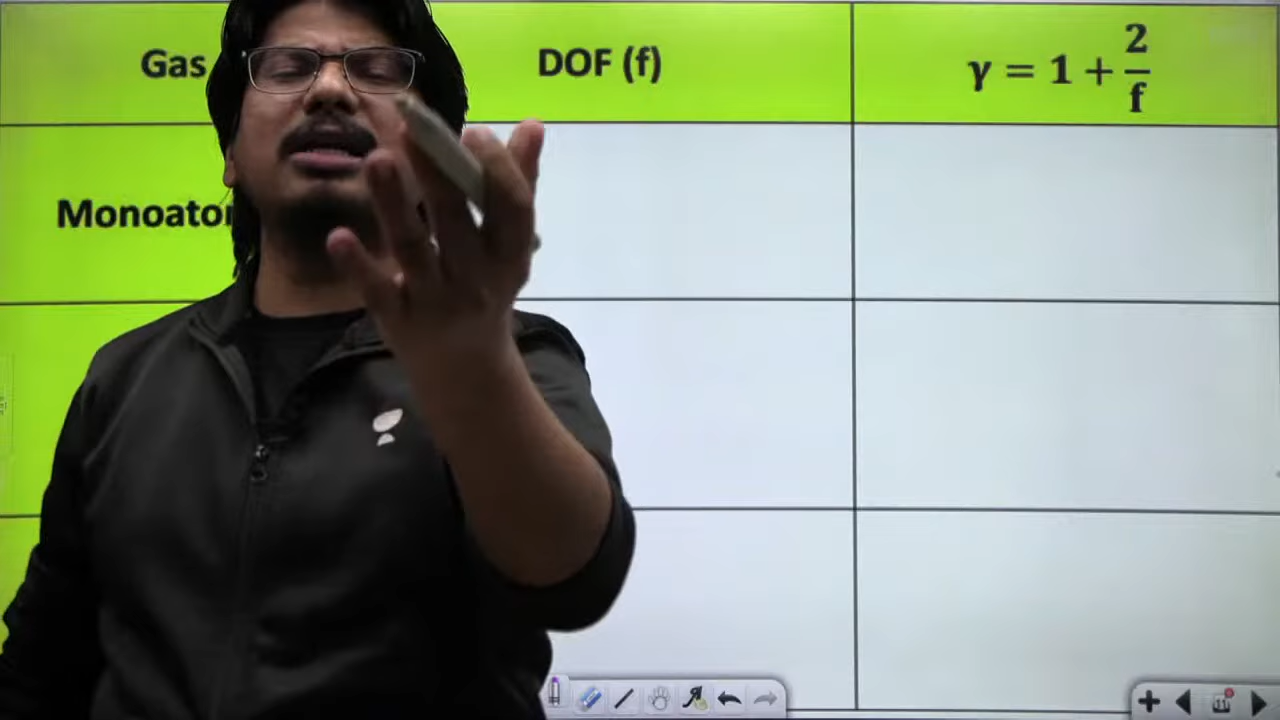 Gas
DOF (f)
γ = 1 + 2/f